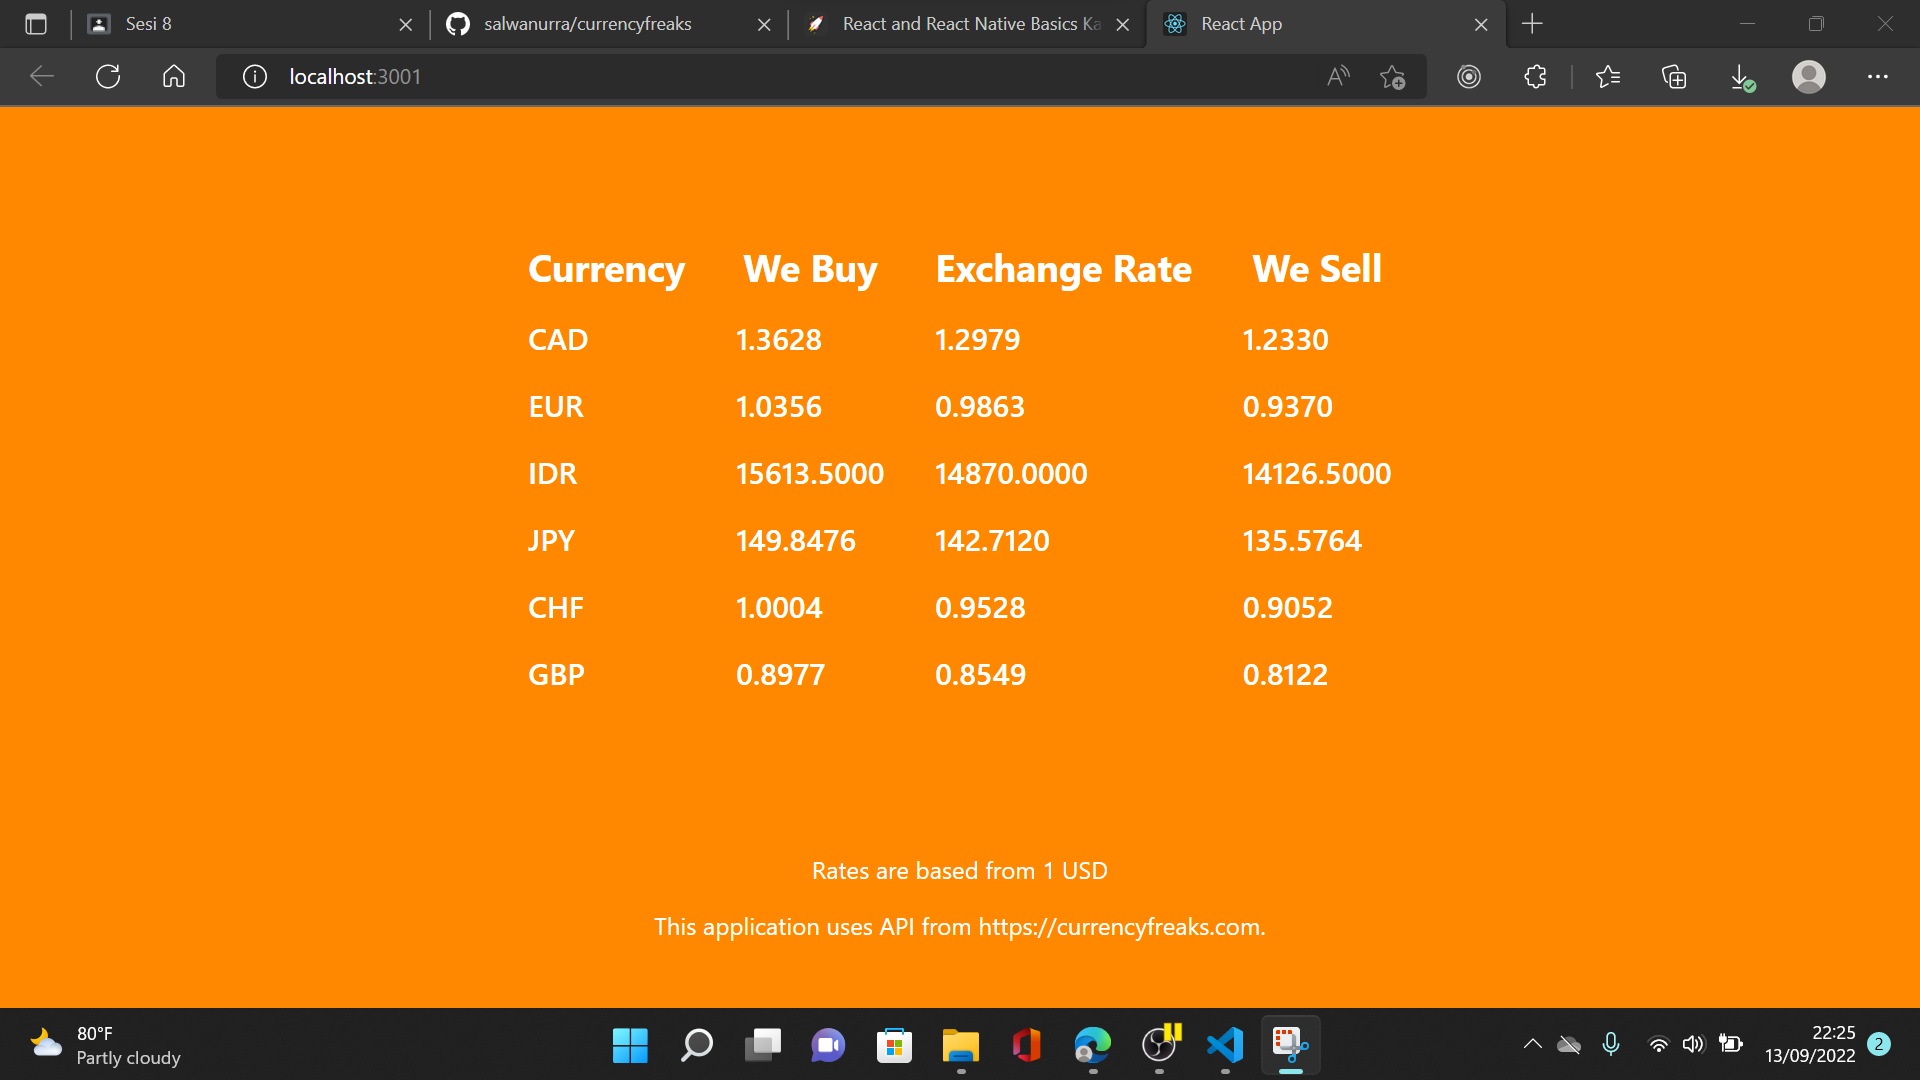 Sesi 8
salwanurra/currencyfreaks
React and React Native Basics Ka
React App
localhost:3001
Currency We Buy Exchange Rate We Sell
CAD 1.3628 1.2979 1.2330
EUR 1.0356 0.9863 0.9370
IDR 15613.5000 14870.0000 14126.5000
JPY 149.8476 142.7120 135.5764
CHF 1.0004 0.9528 0.9052
GBP 0.8977 0.8549 0.8122
Rates are based from 1 USD
This application uses API from https://currencyfreaks.com.
80°F
Partly cloudy
22:25
13/09/2022
2